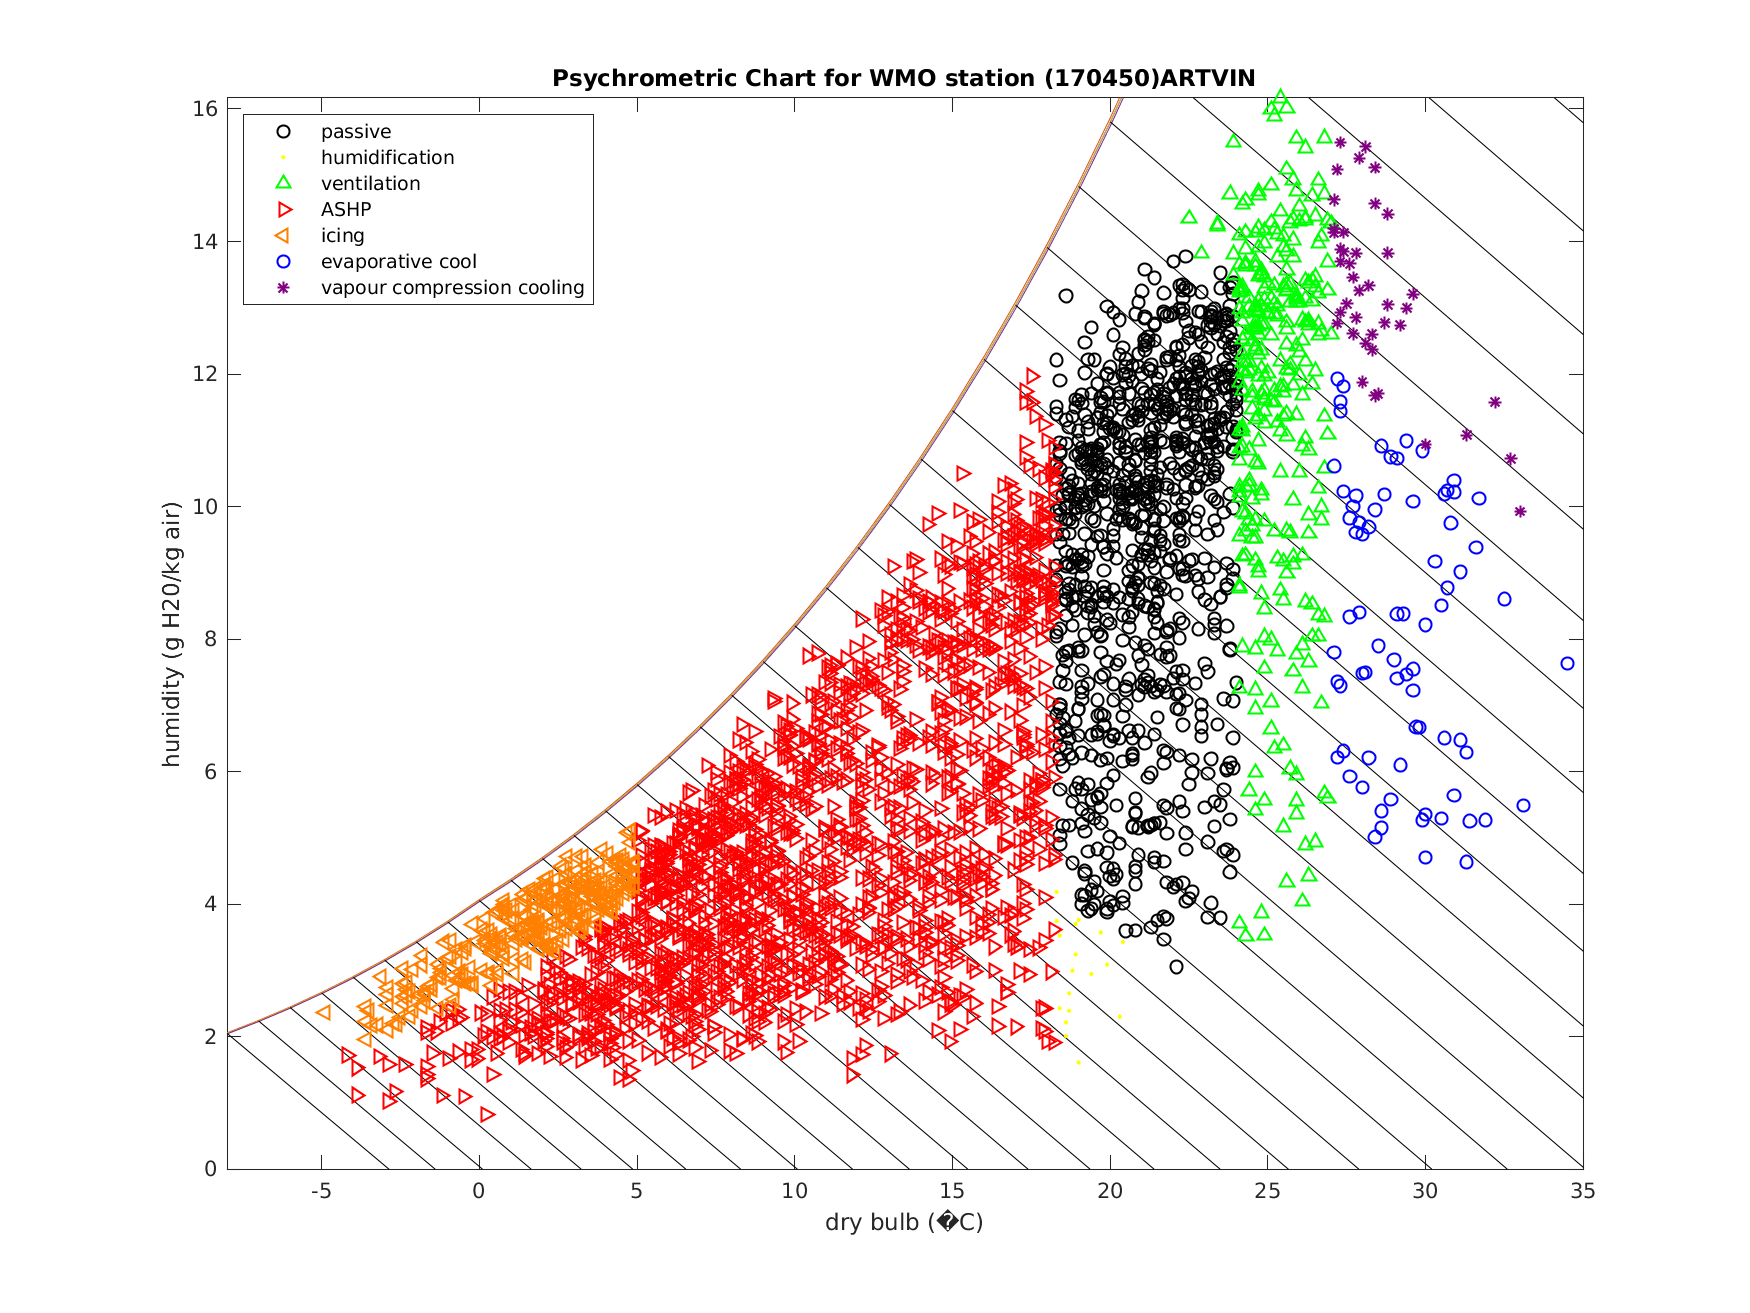 Psychrometric Chart for WMO station (170450)ARTVIN
passive
humidification
ventilation
ASHP
icing
evaporative cool
vapour compression cooling
humidity (g H20/kg air)
16
14
12
10
8
6
4
2
0
-5 0 5 10 15 20 25 30 35
dry bulb (�C)